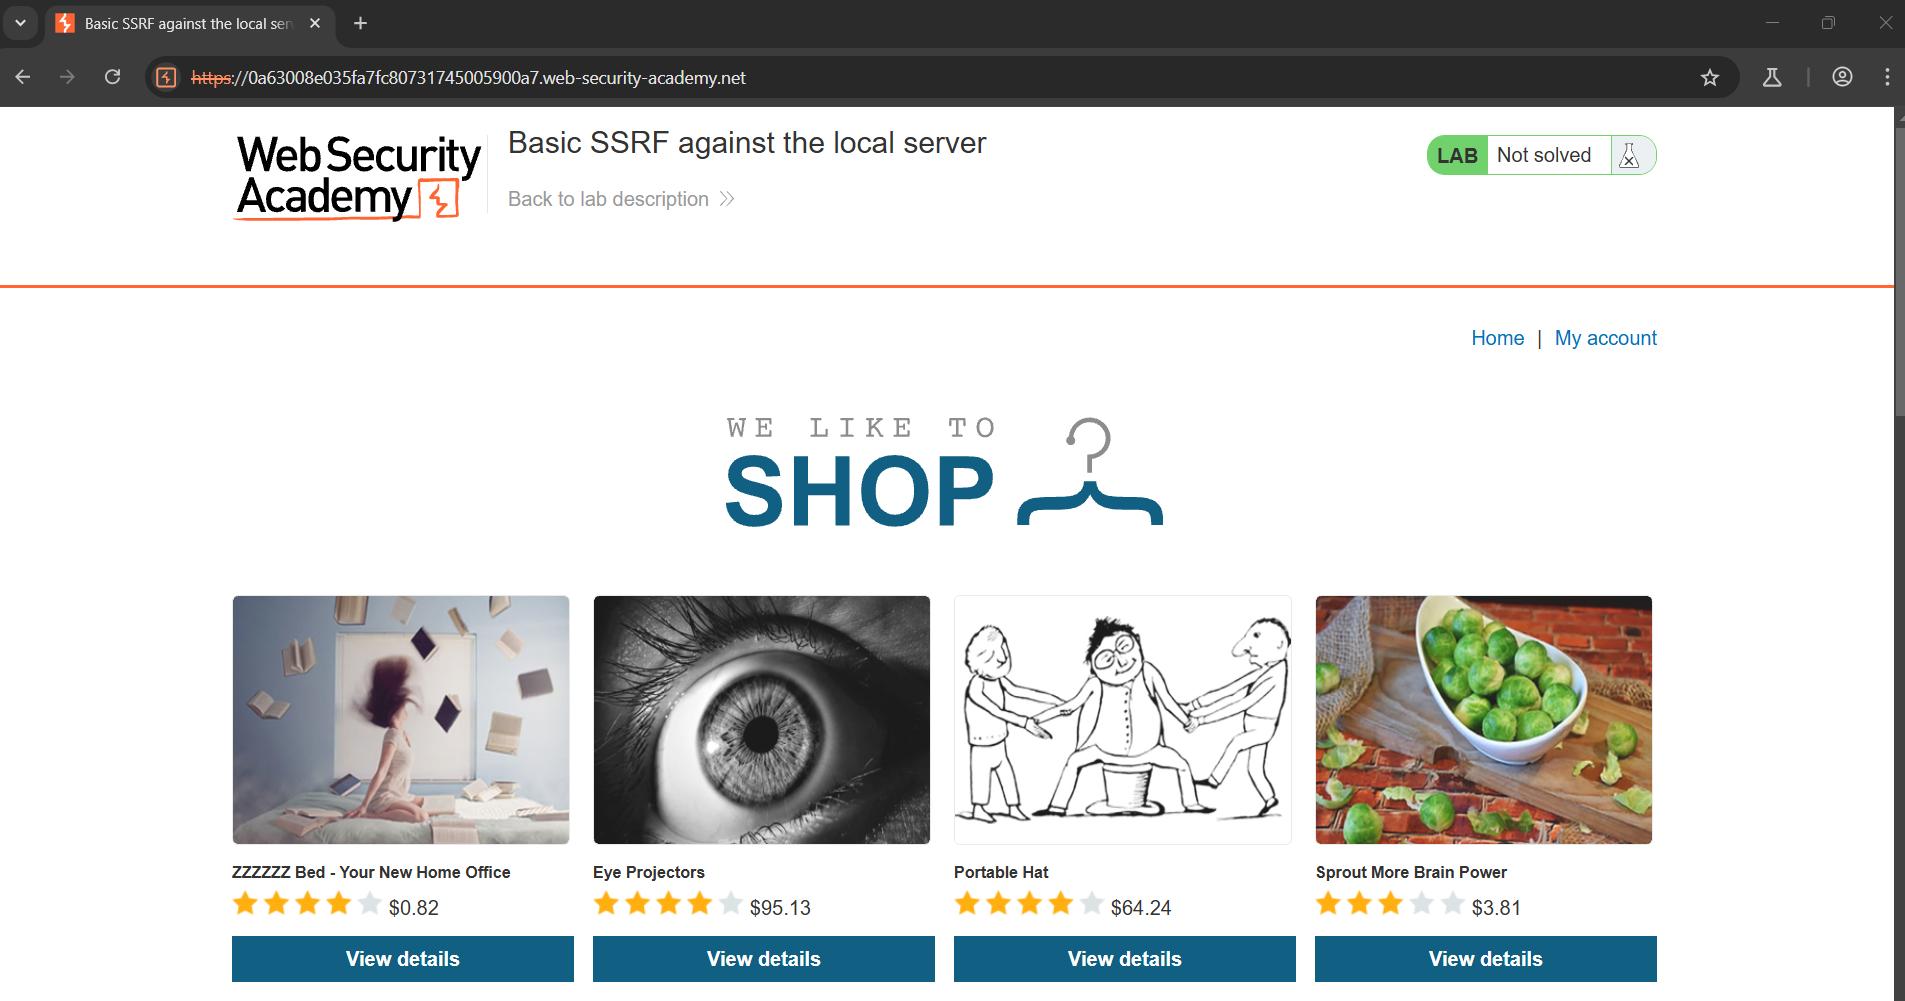 Basic SSRF against the local ser
https://0a63008e035fa7fc80731745005900a7.web-security-academy.net
Web Security
Academy
Basic SSRF against the local server
Back to lab description
LAB Not solved
Home | My account
WE LIKE TO
SHOP
ZZZZZZ Bed - Your New Home Office
$0.82
View details
Eye Projectors
$95.13
View details
Portable Hat
$64.24
View details
Sprout More Brain Power
$3.81
View details